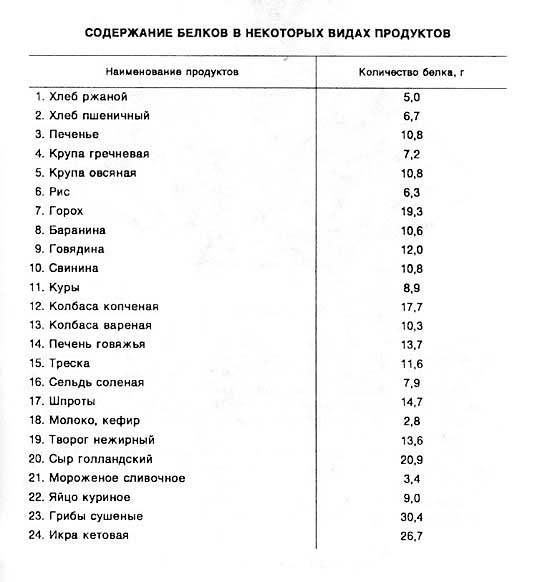 СОДЕРЖАНИЕ БЕЛКОВ В НЕКОТОРЫХ ВИДАХ ПРОДУКТОВ
Наименование продуктов Количество белка, г
1. Хлеб ржаной 5,0
2. Хлеб пшеничный 6,7
3. Печенье 10,8
4. Крупа гречневая 7,2
5. Крупа овсяная 10,8
6. Рис 6,3
7. Горох 19,3
8. Баранина 10,6
9. Говядина 12,0
10. Свинина 10,8
11. Куры 8,9
12. Колбаса копченая 17,7
13. Колбаса вареная 10,3
14. Печень говяжья 13,7
15. Треска 11,6
16. Сельдь соленая 7,9
17. Шпроты 14,7
18. Молоко, кефир 2,8
19. Творог нежирный 13,6
20. Сыр голландский 20,9
21. Мороженое сливочное 3,4
22. Яйцо куриное 9,0
23. Грибы сушеные 30,4
24. Икра кетовая 26,7